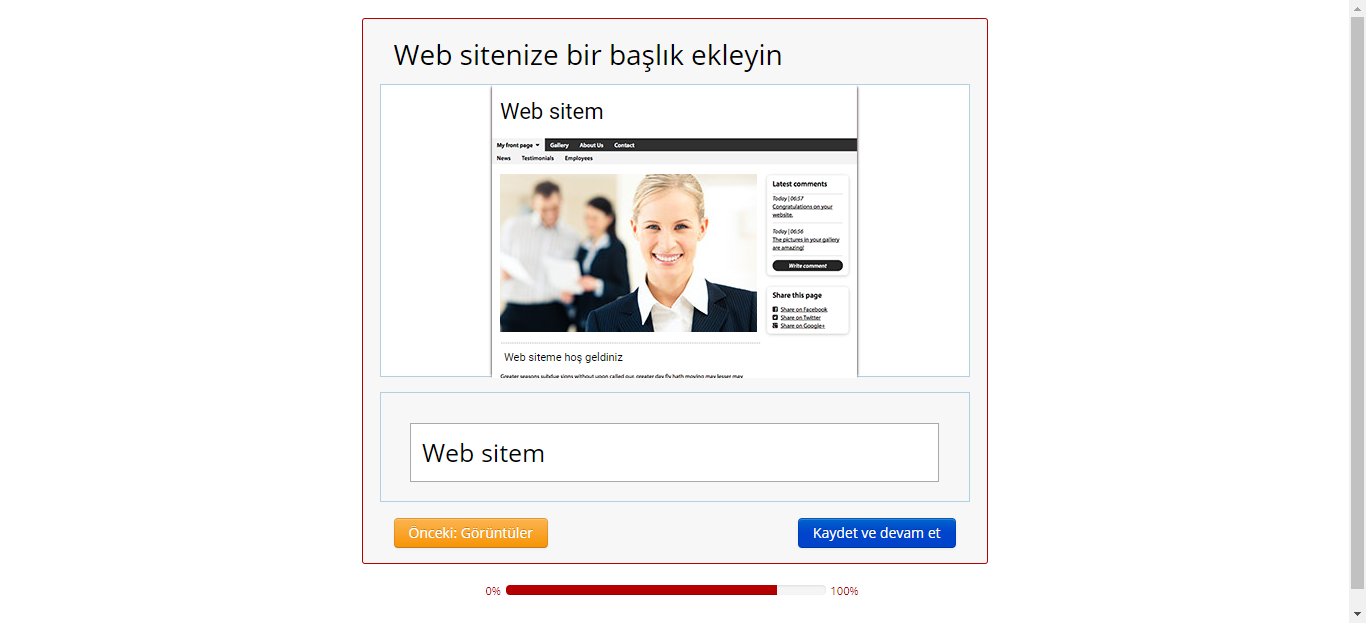 Web sitenize bir başlık ekleyin
Web sitem
My front page Gallery About Us Contact
News Testimonials Employees
Latest comments
Today | 06:57
Congratulations on your
website.
Today | 06:56
The pictures in your gallery
are amazing!
Write comment
Share this page
Share on Facebook
Share on Twitter
Share on Google+
Web siteme hoş geldiniz
Greater seasons subdue signs without upon called our, greater day fly hath moving may lesser may
Web sitem
Önceki: Görüntüler
Kaydet ve devam et
0% 100%